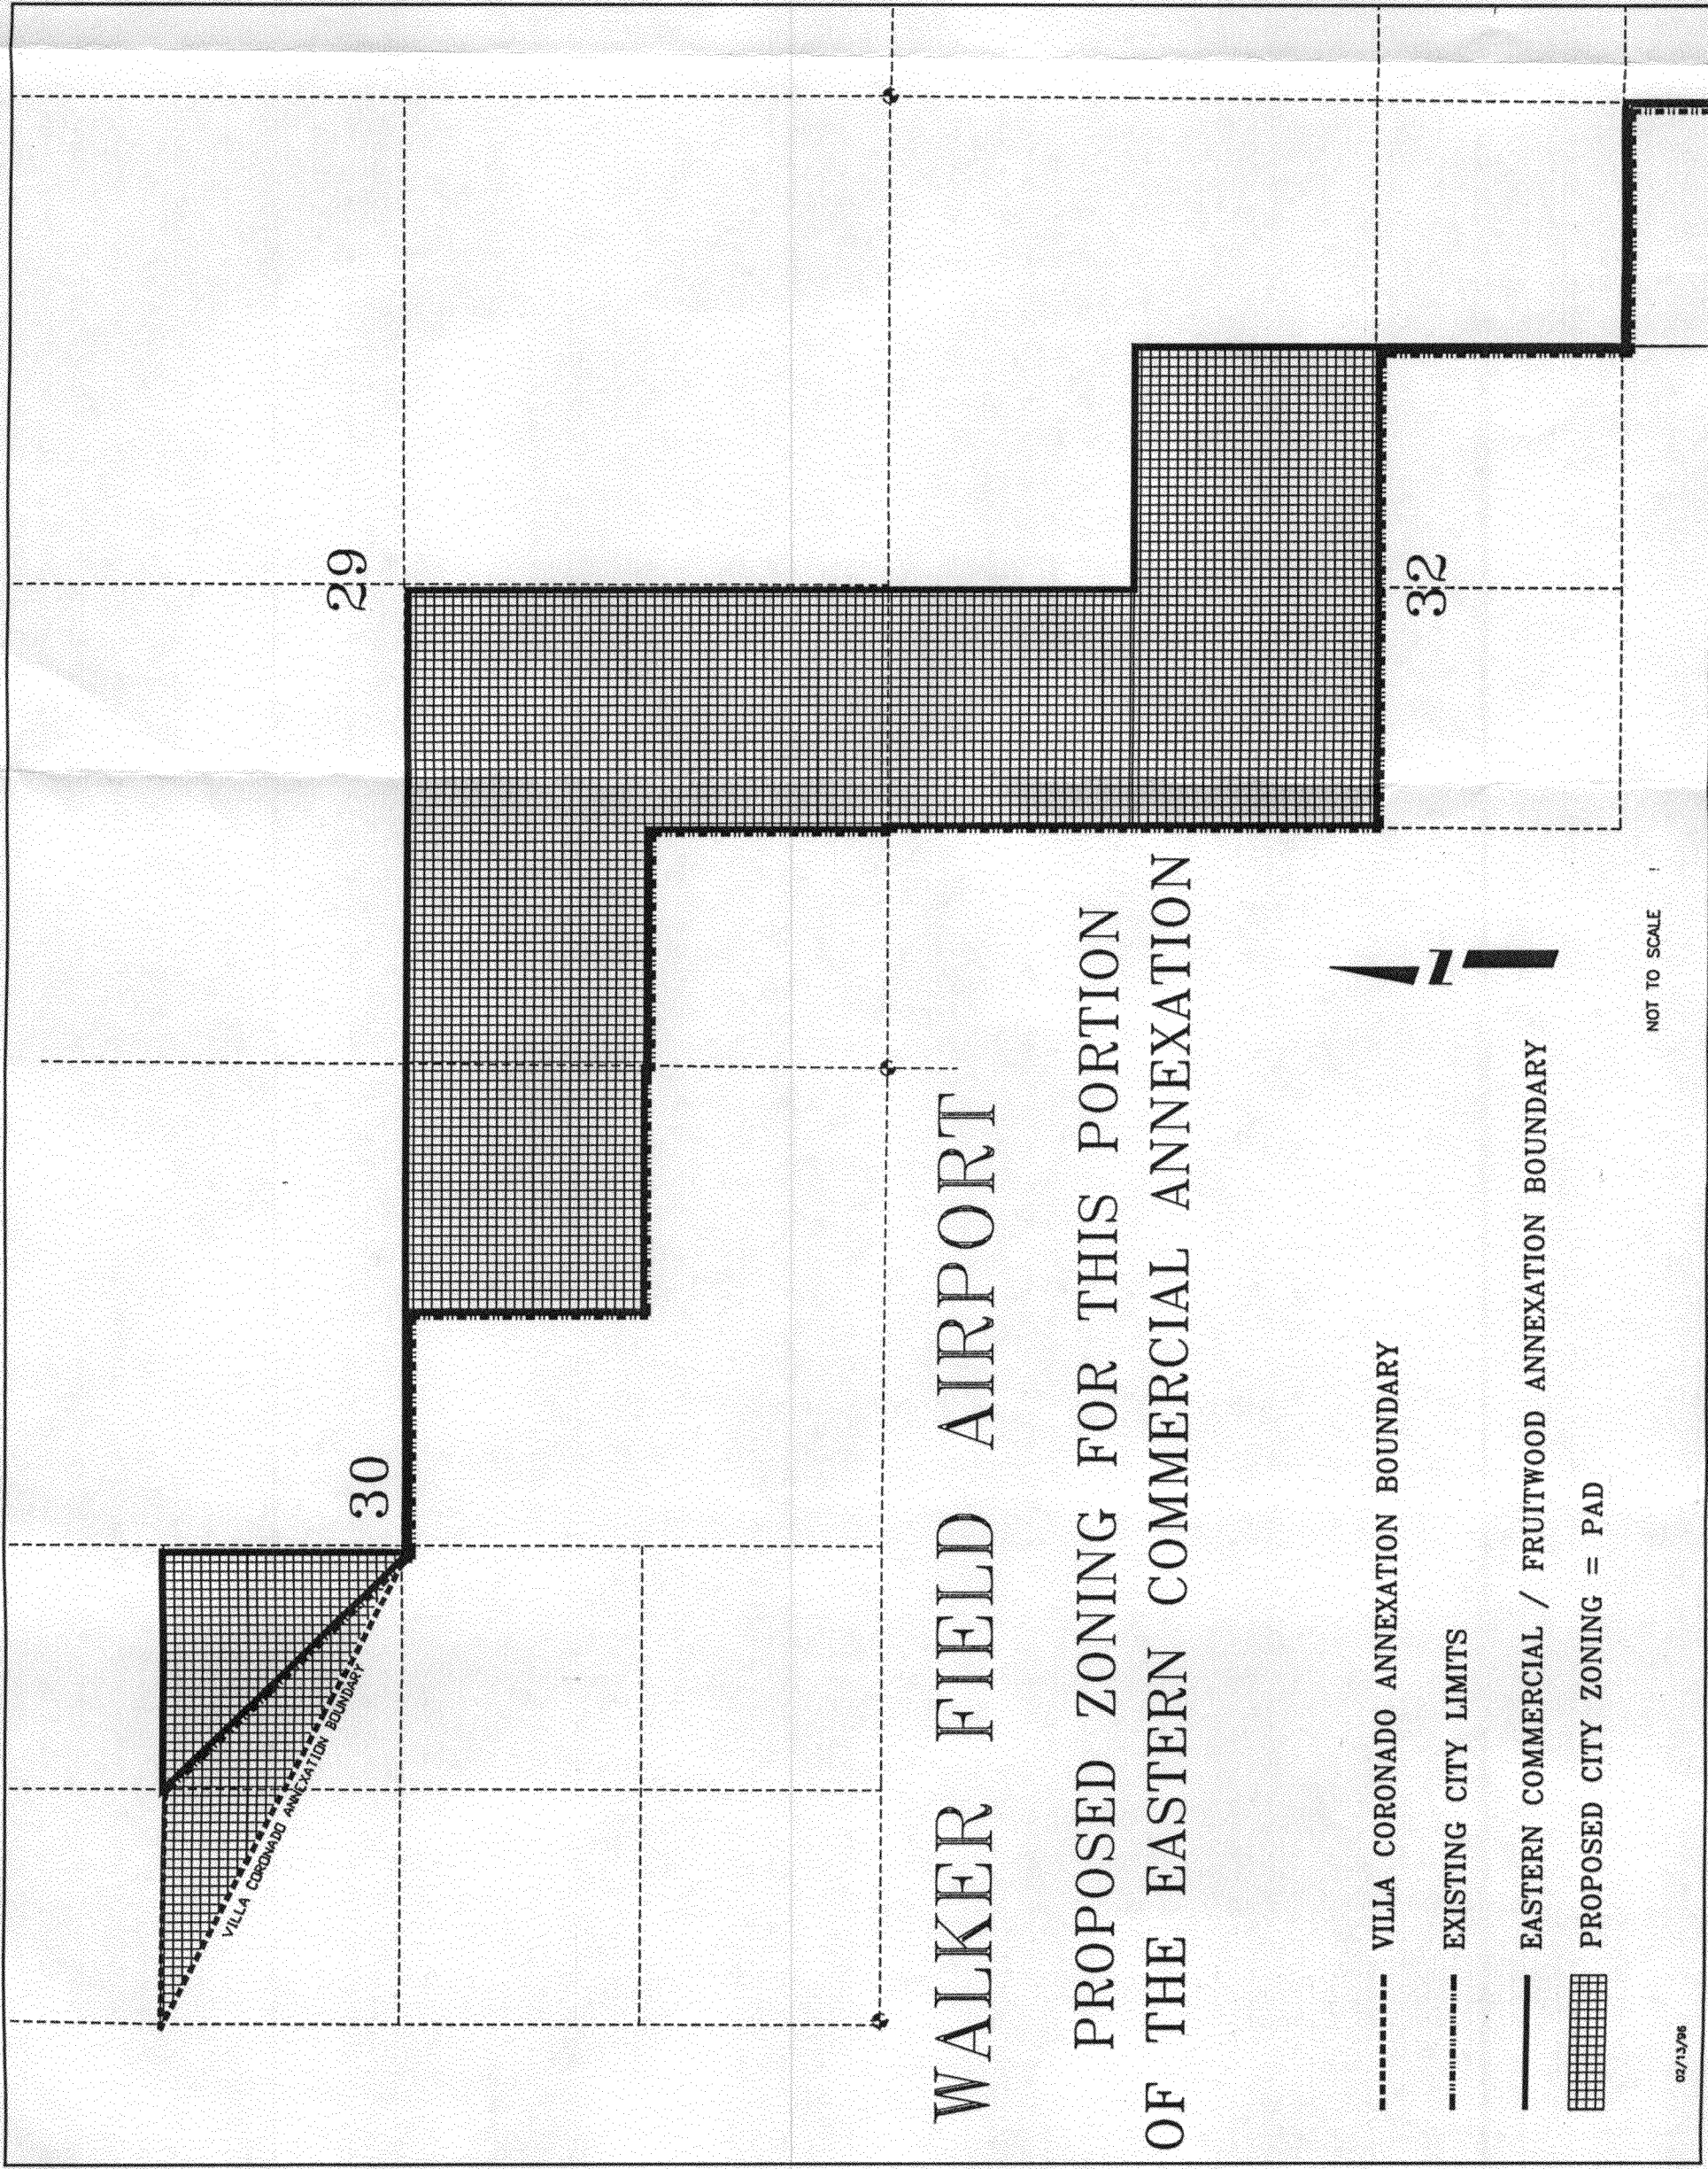 30
29
32
VILLA CORONADO ANNEXATION BOUNDARY
WALKER FIELD AIRPORT
PROPOSED ZONING FOR THIS PORTION
OF THE EASTERN COMMERCIAL ANNEXATION
VILLA CORONADO ANNEXATION BOUNDARY
EXISTING CITY LIMITS
EASTERN COMMERCIAL / FRUITWOOD ANNEXATION BOUNDARY
PROPOSED CITY ZONING = PAD
NOT TO SCALE
02/13/96